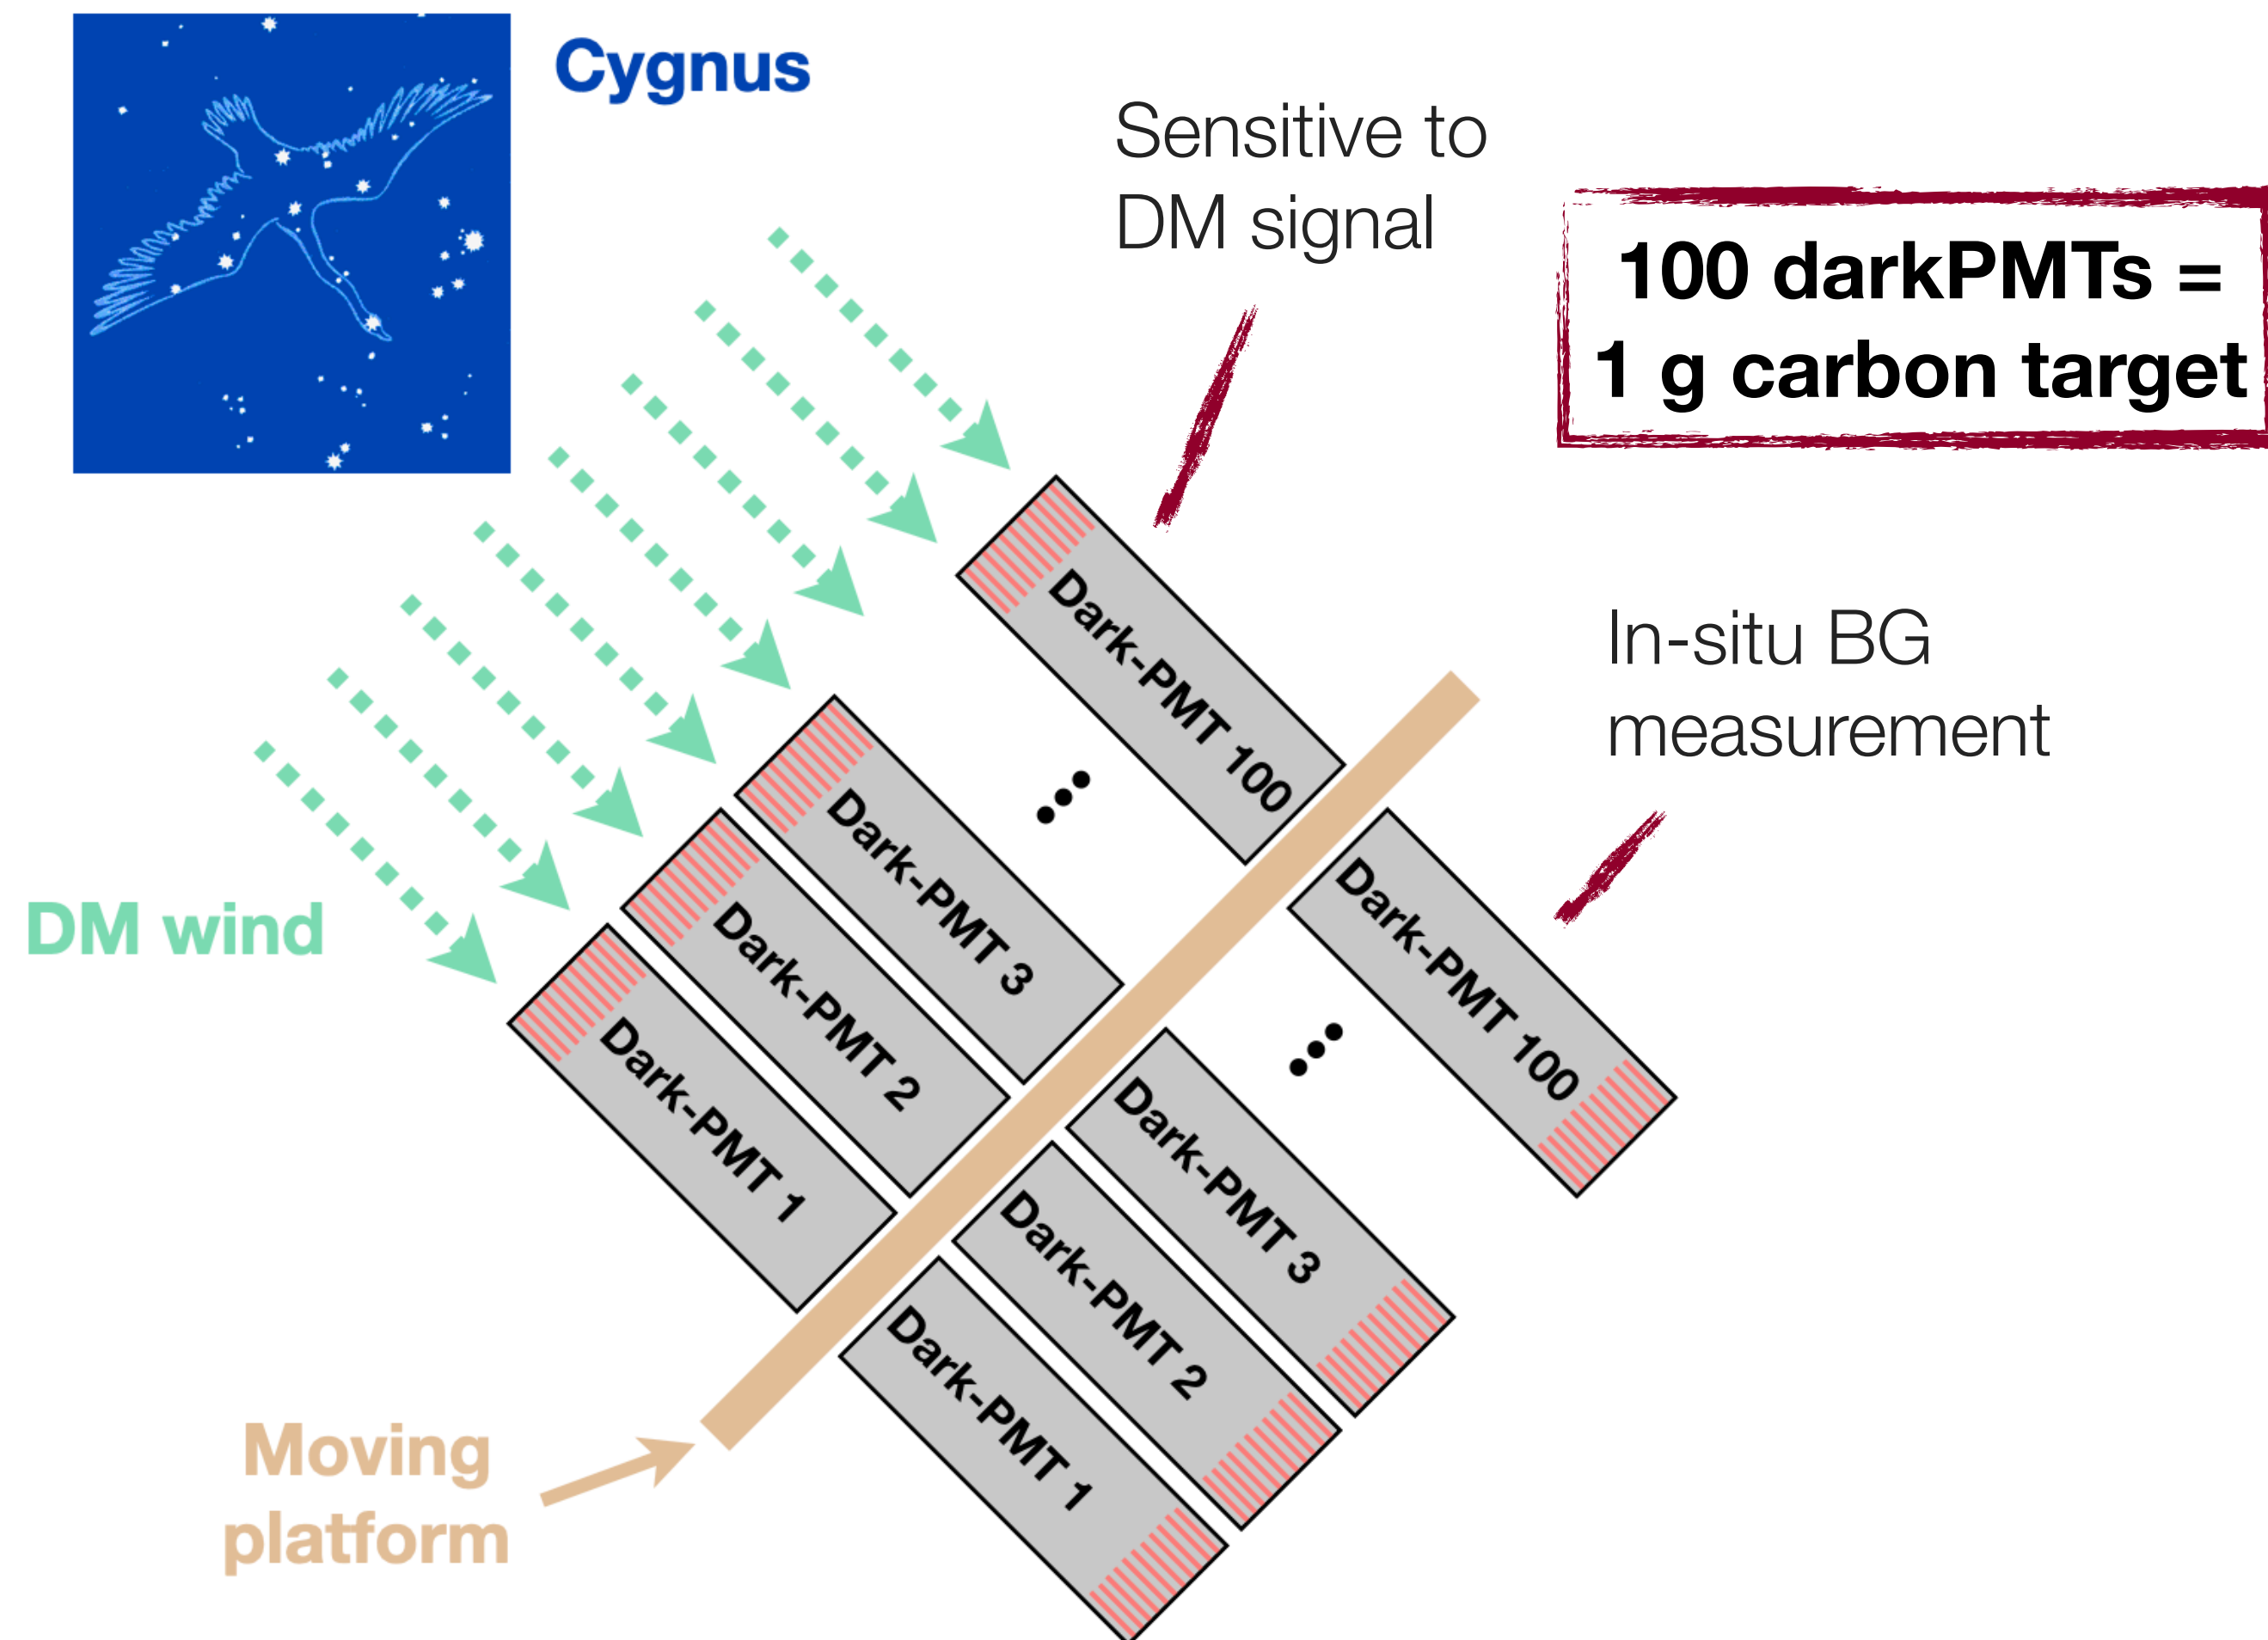 Cygnus
Sensitive to
DM signal
100 darkPMTs =
1 g carbon target
In-situ BG
measurement
DM wind
Dark-PMT 100
Dark-PMT 3
Dark-PMT 2
Dark-PMT 1
Dark-PMT 100
Dark-PMT 3
Dark-PMT 2
Dark-PMT 1
Moving
platform